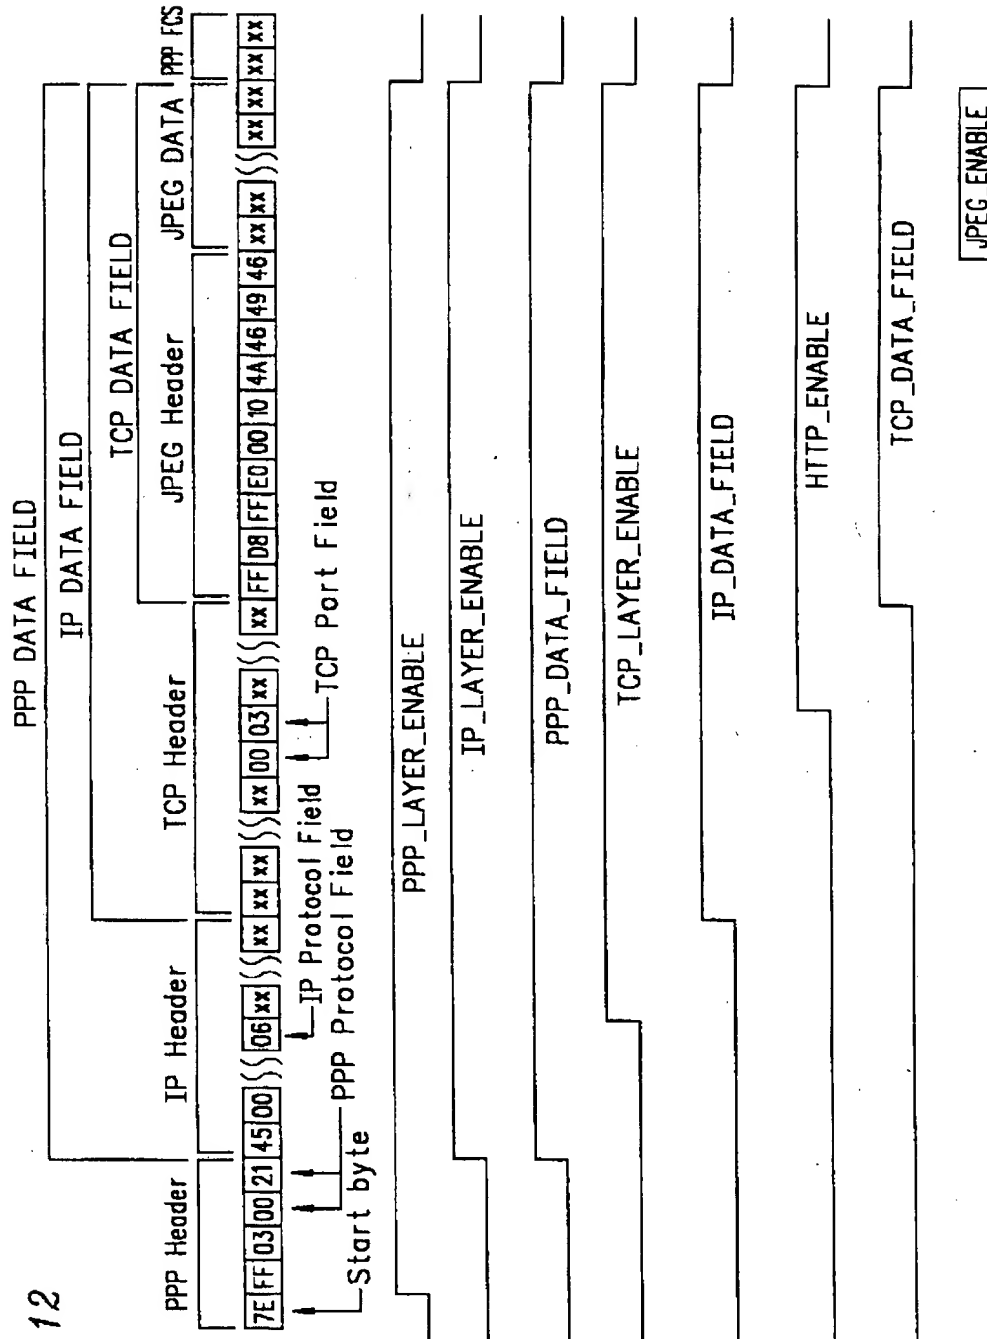 12
PPP DATA FIELD
IP DATA FIELD
TCP DATA FIELD
PPP Header
IP Header
TCP Header
JPEG Header
JPEG DATA
PPP FCS
7E FF 03 00 21 45 00 06 xx xx xx xx xx 00 03 xx xx FF D8 FF E0 00 10 4A 46 49 46 xx xx xx xx xx xx xx
Start byte
PPP Protocol Field
IP Protocol Field
TCP Port Field
PPP_LAYER_ENABLE
IP_LAYER_ENABLE
PPP_DATA_FIELD
TCP_LAYER_ENABLE
IP_DATA_FIELD
HTTP_ENABLE
TCP_DATA_FIELD
JPEG ENABLE